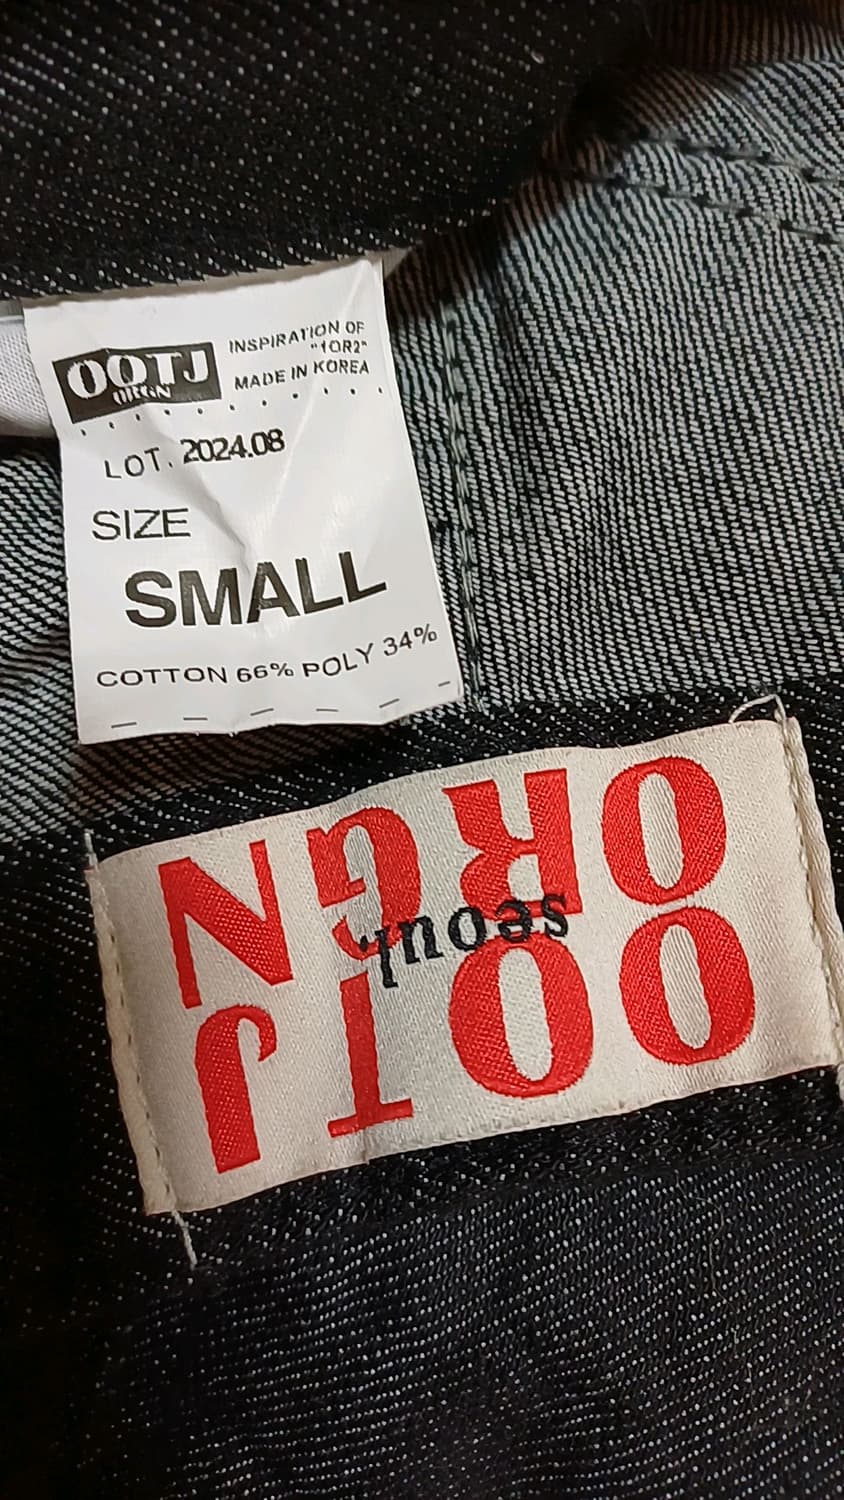 OOTJ
ORGN
INSPIRATION OF
"1OR2"
MADE IN KOREA
LOT. 2024.08
SIZE
SMALL
COTTON 66% POLY 34%
OOTJ
seoul.
ORGN